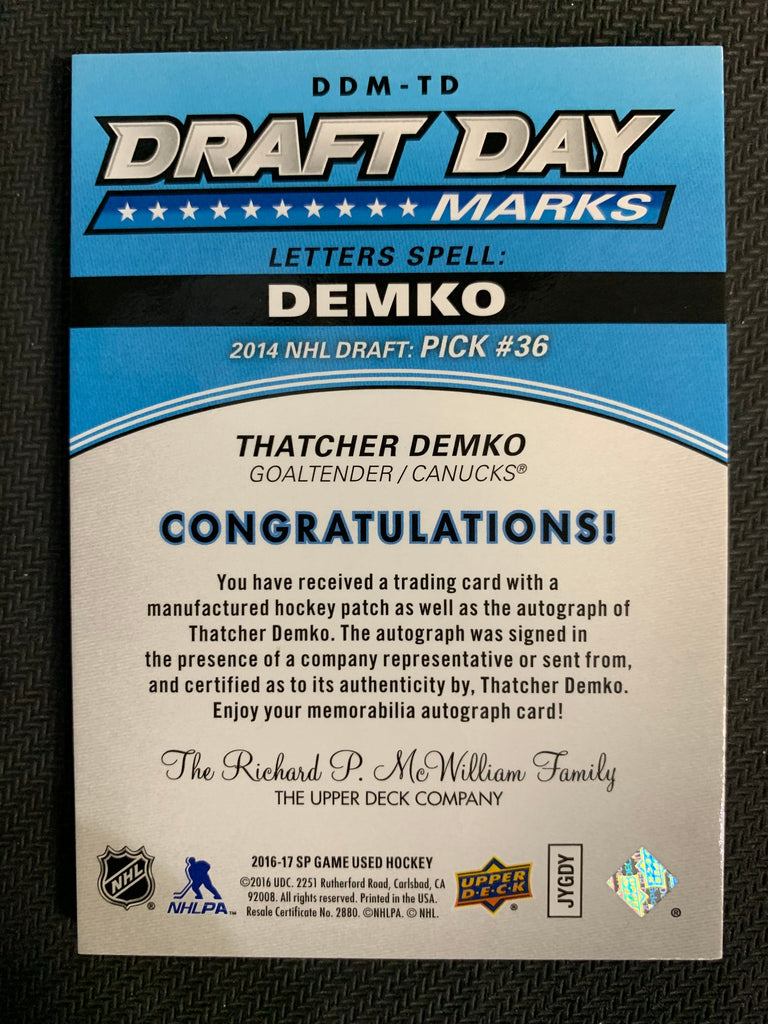 DDM-TD
DRAFT DAY
MARKS
LETTERS SPELL:
DEMKO
2014 NHL DRAFT: PICK #36
THATCHER DEMKO
GOALTENDER / CANUCKS®
CONGRATULATIONS!
You have received a trading card with a
manufactured hockey patch as well as the autograph of
Thatcher Demko. The autograph was signed in
the presence of a company representative or sent from,
and certified as to its authenticity by, Thatcher Demko.
Enjoy your memorabilia autograph card!
The Richard P. McWilliam Family
THE UPPER DECK COMPANY
NHL ®
NHLPA™
2016-17 SP GAME USED HOCKEY
©2016 UDC. 2251 Rutherford Road, Carlsbad, CA
92008. All rights reserved. Printed in the USA.
Resale Certificate No. 2880. ©NHLPA. © NHL.
UPPER
DECK ®
JYGDY
®